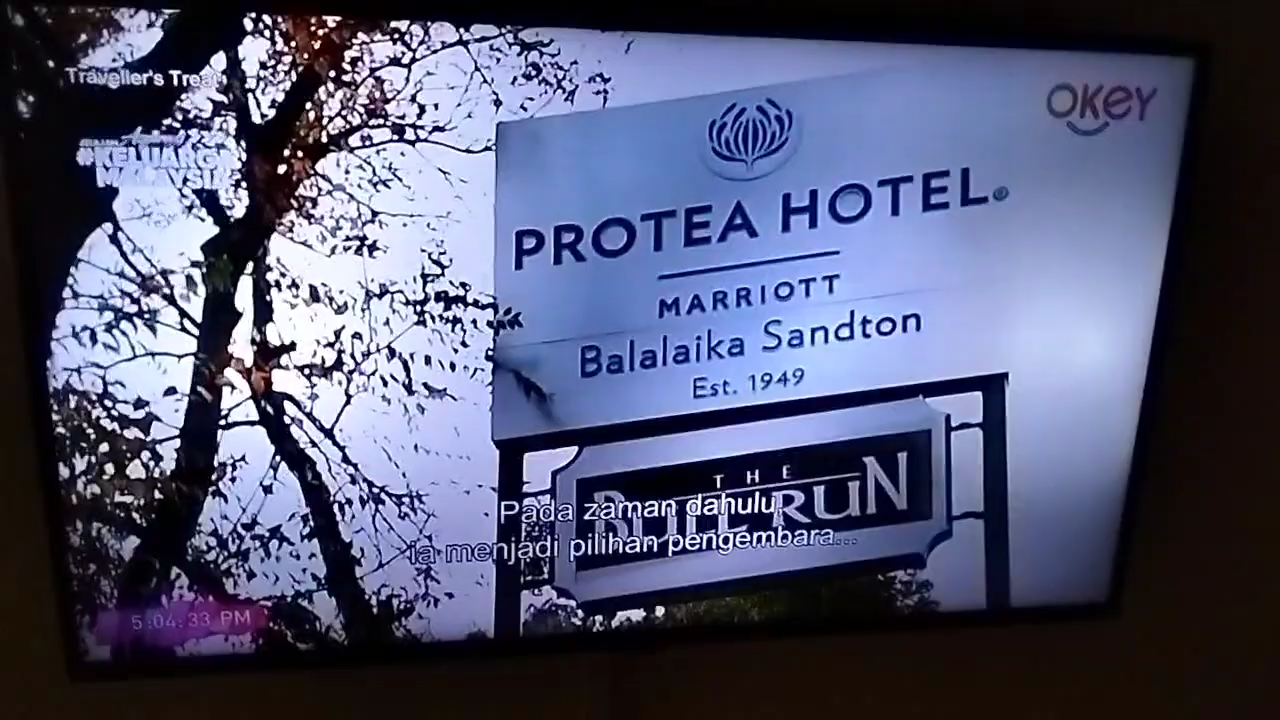 Traveller's Treat
#KELUARGA
MALAYSIA
OKey
PROTEA HOTEL®
MARRIOTT
Balalaika Sandton
Est. 1949
THE
BULL RUN
Pada zaman dahulu,
ia menjadi pilihan pengembara...
5:04:33 PM